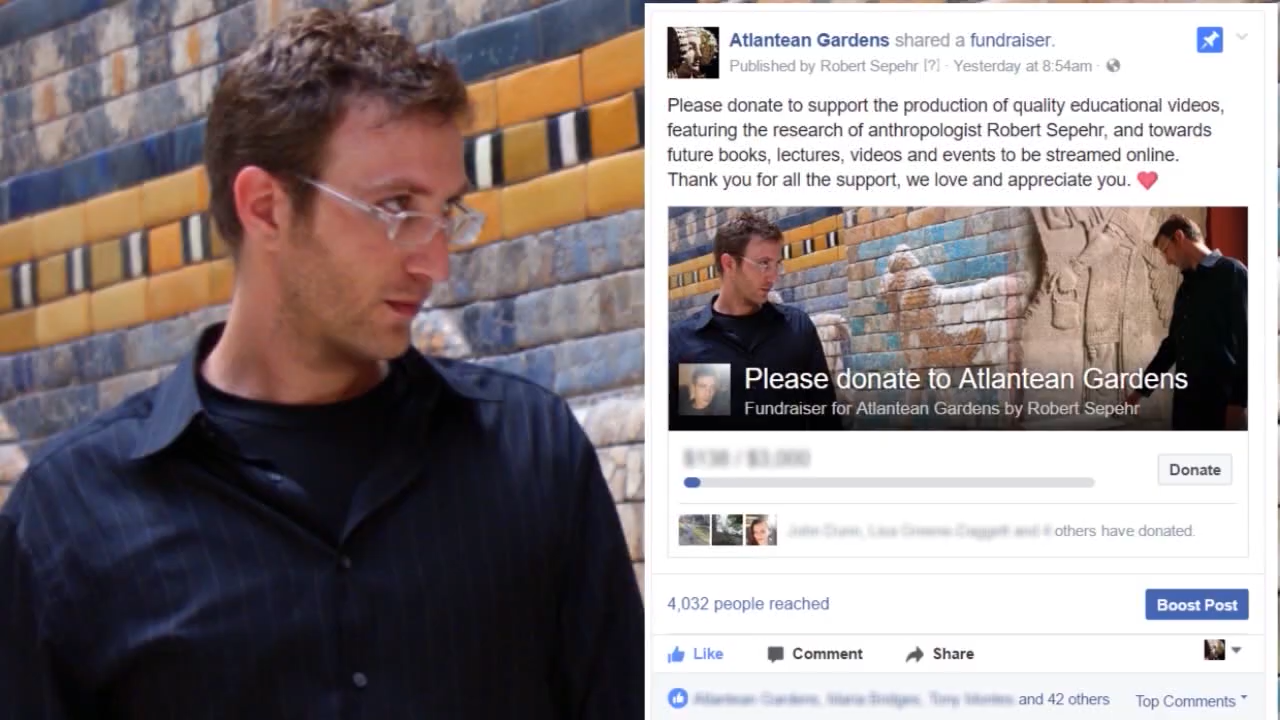 Atlantean Gardens shared a fundraiser.
Published by Robert Sepehr [?] · Yesterday at 8:54am ·
Please donate to support the production of quality educational videos,
featuring the research of anthropologist Robert Sepehr, and towards
future books, lectures, videos and events to be streamed online.
Thank you for all the support, we love and appreciate you.
Please donate to Atlantean Gardens
Fundraiser for Atlantean Gardens by Robert Sepehr
Donate
others have donated.
4,032 people reached
Boost Post
Like Comment Share
and 42 others Top Comments